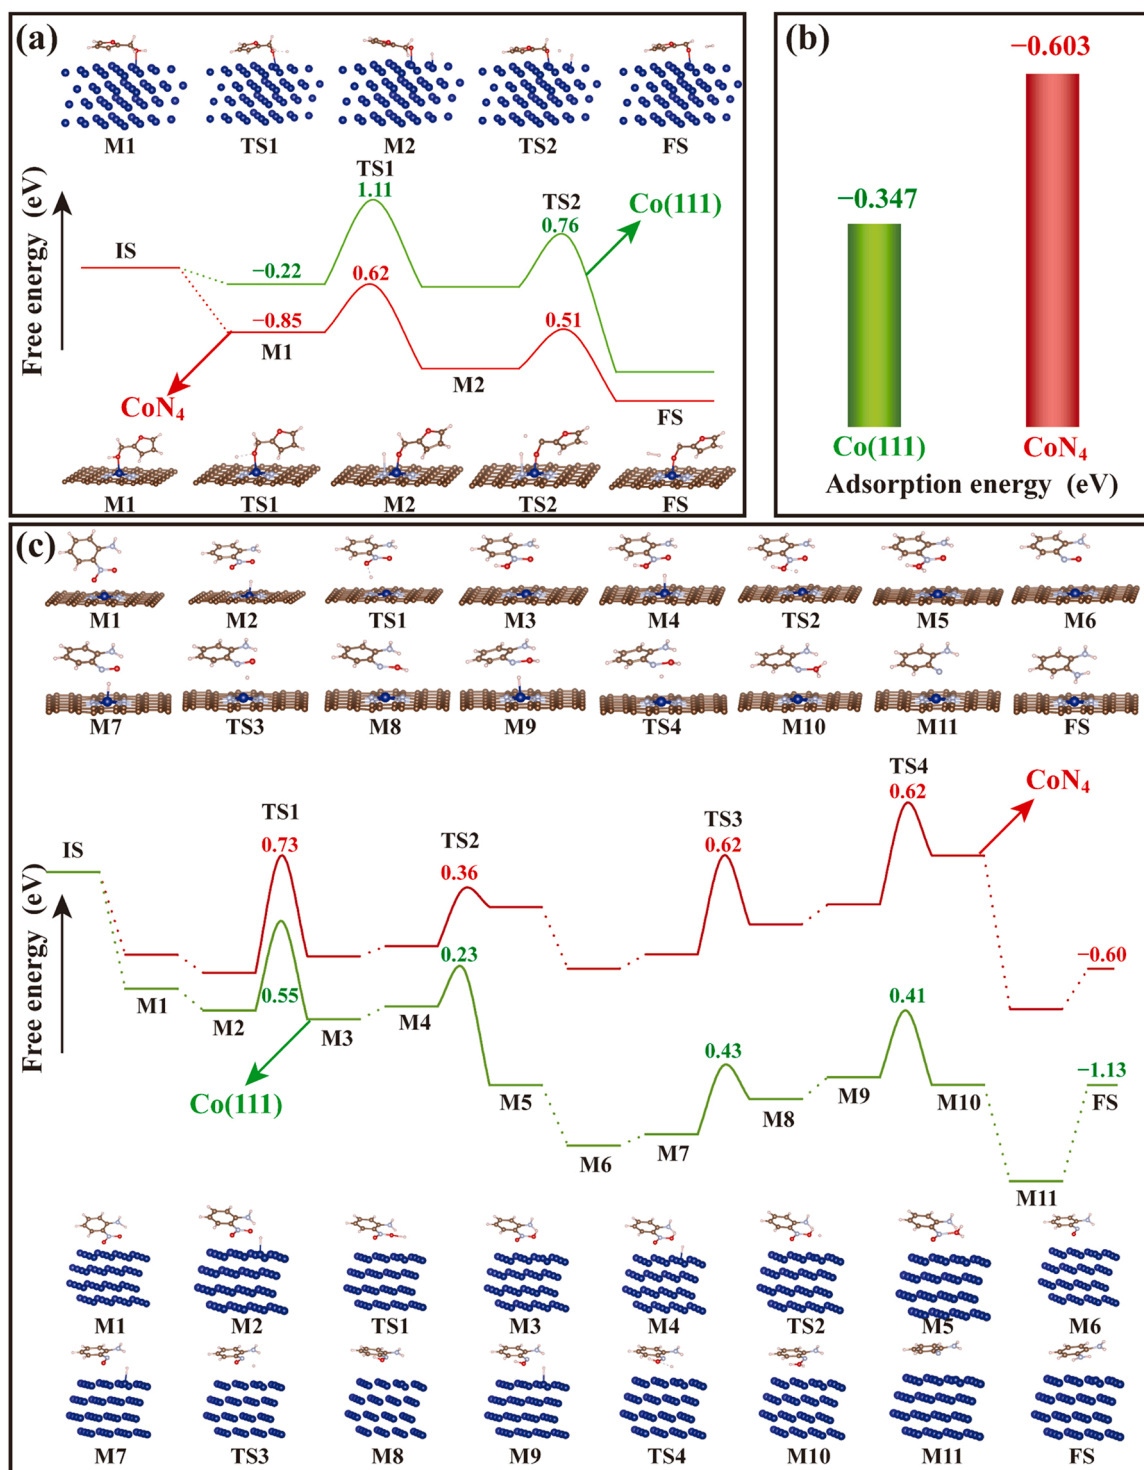 (a)
M1 TS1 M2 TS2 FS
TS1
1.11
TS2
0.76
Co(111)
Free energy (eV)
IS
−0.22
0.62
−0.85
0.51
M1
M2
CoN4
FS
M1 TS1 M2 TS2 FS
(b)
−0.603
−0.347
Co(111)
CoN4
Adsorption energy (eV)
(c)
M1 M2 TS1 M3 M4 TS2 M5 M6
M7 TS3 M8 M9 TS4 M10 M11 FS
Free energy (eV)
IS
TS1
0.73
TS2
0.36
TS3
0.62
TS4
0.62
CoN4
−0.60
M1
M2
0.55
M3
M4
0.23
M5
M6
M7
0.43
M8
M9
0.41
M10
M11
−1.13
FS
Co(111)
M1 M2 TS1 M3 M4 TS2 M5 M6
M7 TS3 M8 M9 TS4 M10 M11 FS